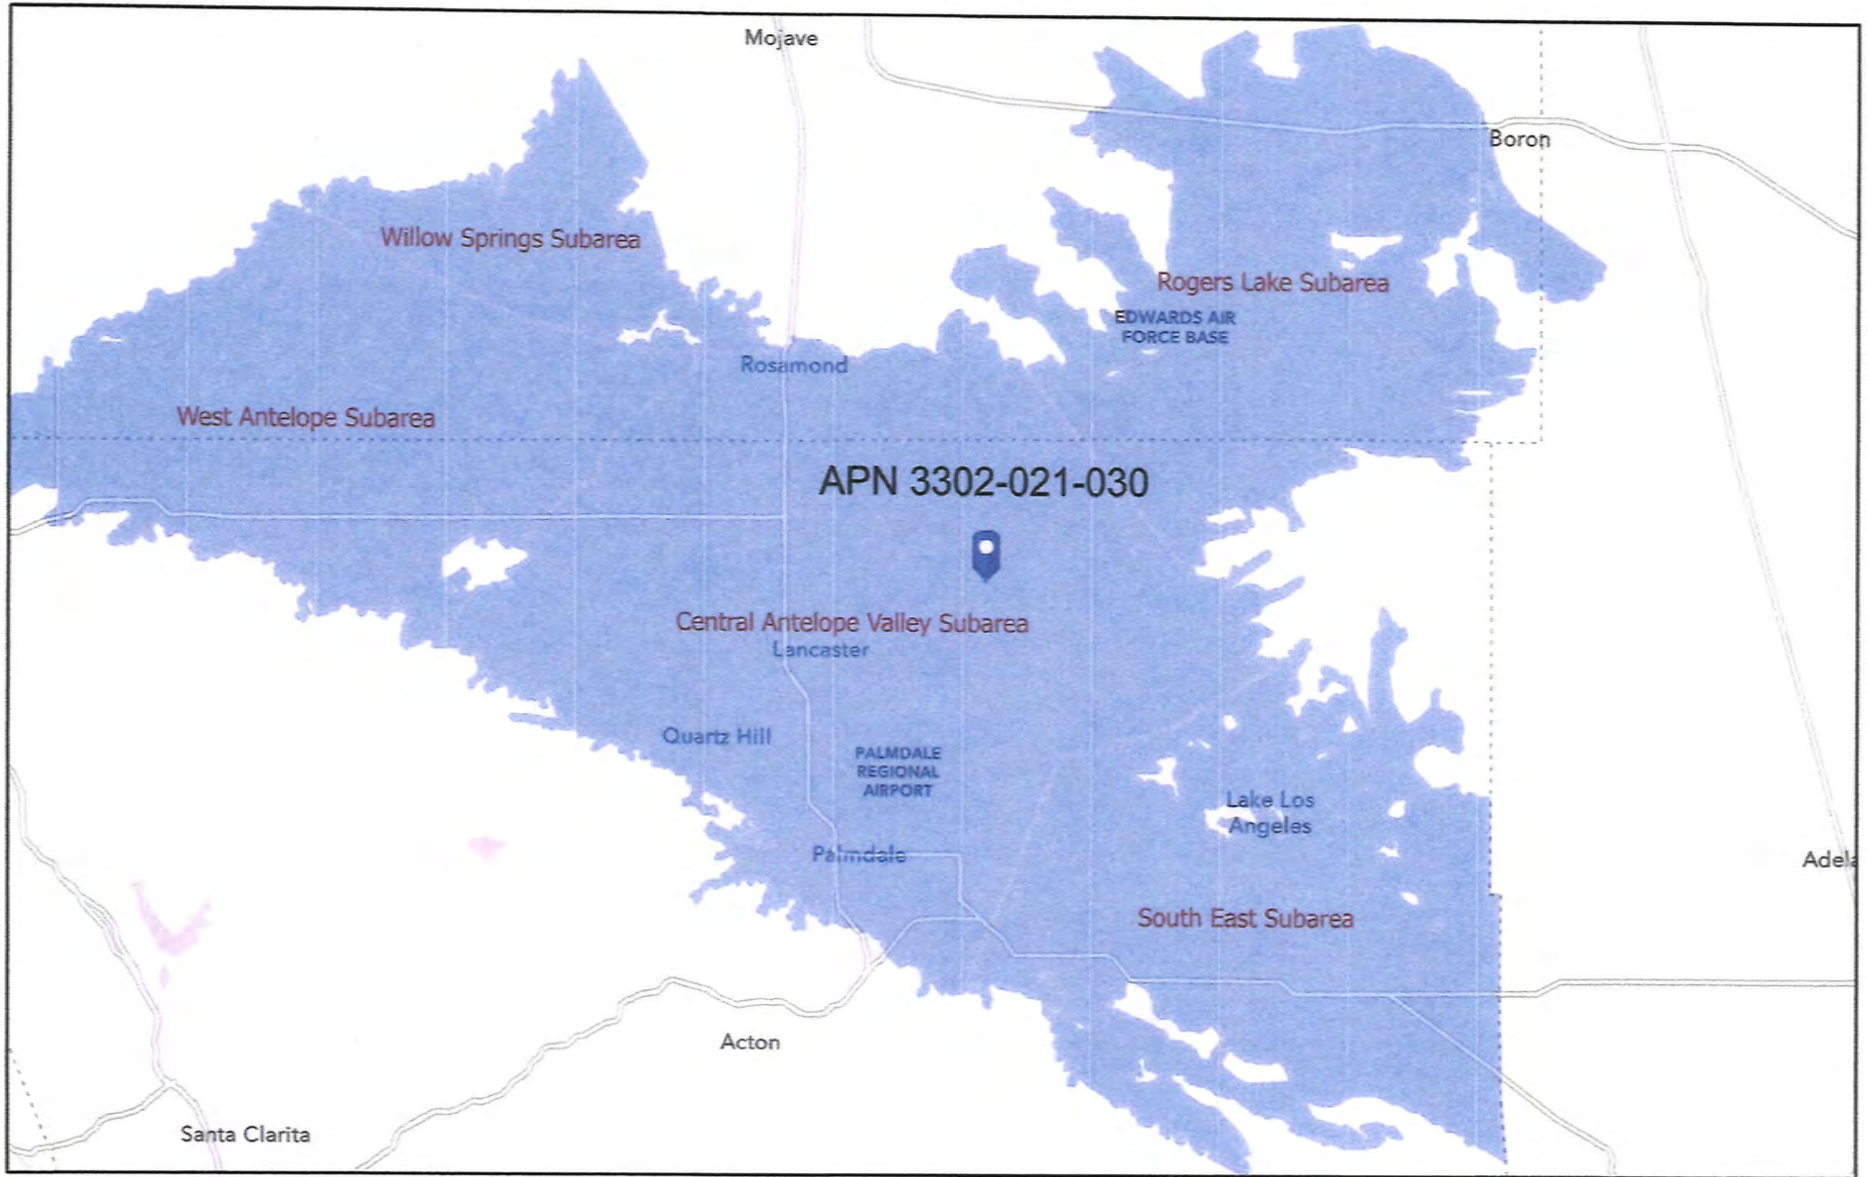 Mojave
Boron
Willow Springs Subarea
Rogers Lake Subarea
EDWARDS AIR
FORCE BASE
Rosamond
West Antelope Subarea
APN 3302-021-030
Central Antelope Valley Subarea
Lancaster
Quartz Hill
PALMDALE
REGIONAL
AIRPORT
Lake Los
Angeles
Palmdale
Adela
South East Subarea
Acton
Santa Clarita